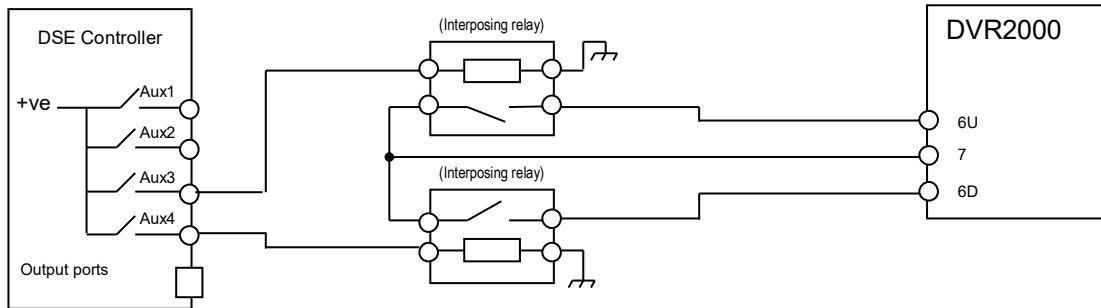 DSE Controller
+ve
Aux1
Aux2
Aux3
Aux4
Output ports
(Interposing relay)
(Interposing relay)
DVR2000
6U
7
6D